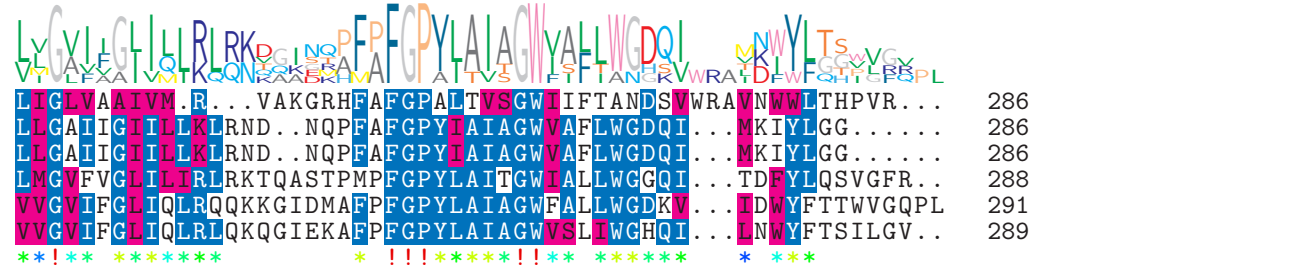 LIGLVAAIVM.R...VAKGRHFAFGPALTVSGWIIFTANDSVWRAVNWWLTHPVR... 286
LLGAIIGIILLKLRND..NQPFAFGPYIAIAGWVAFLWGDQI...MKIYLGG...... 286
LLGAIIGIILLKLRND..NQPFAFGPYIAIAGWVAFLWGDQI...MKIYLGG...... 286
LMGVFVGLILIRLRKTQASTPMPFGPYLAITGWIALLWGGQI...TDFYLQSVGFR.. 288
VVGVIFGLIQLRQQKKGIDMAFPFGPYLAIAGWFALLWGDKV...IDWYFTTWVGQPL 291
VVGVIFGLIQLRLQKQGIEKAFPFGPYLAIAGWVSLIWGHQI...LNWYFTSILGV.. 289
**!** ******* * !!!*****!!** ****** * ***